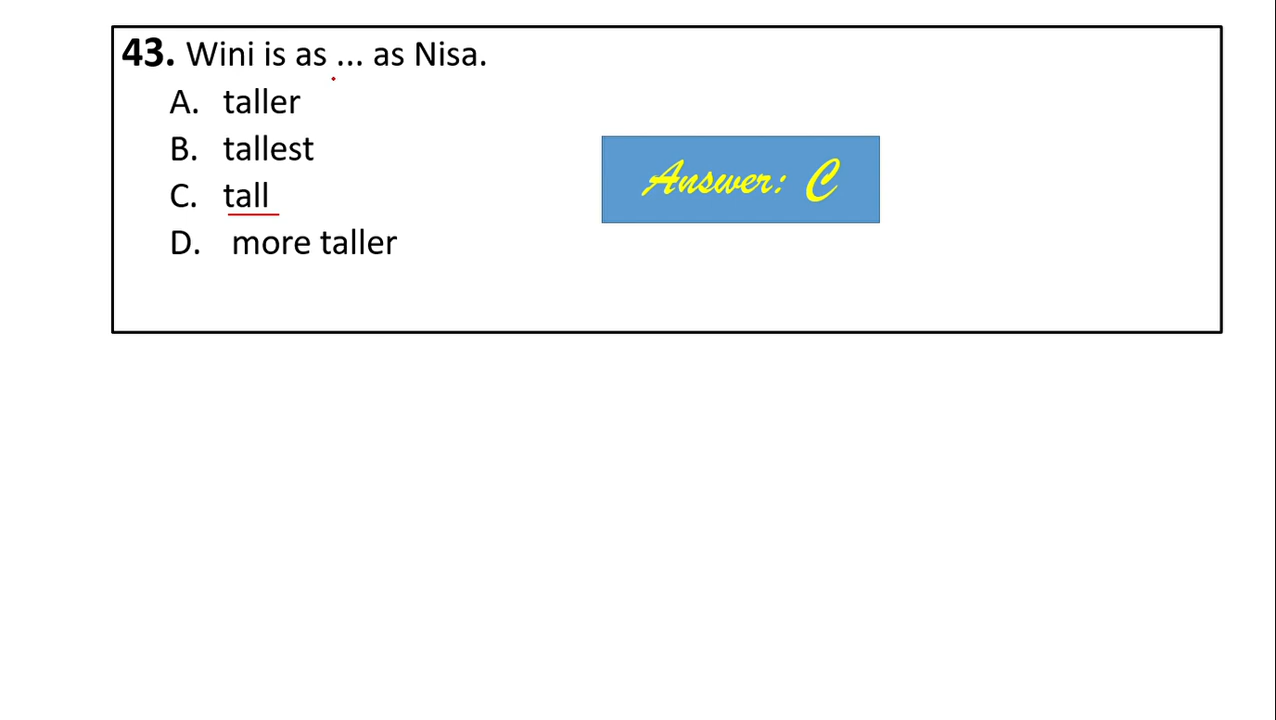 43. Wini is as ... as Nisa.
A. taller
B. tallest
C. tall
D. more taller
Answer: C